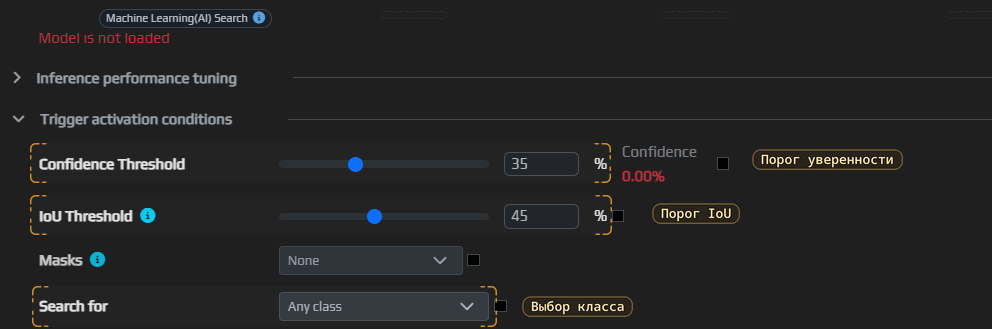 Machine Learning(AI) Search
Model is not loaded
Inference performance tuning
Trigger activation conditions
Confidence Threshold 35 % Confidence 0.00% Порог уверенности
IoU Threshold 45 % Порог IoU
Masks None
Search for Any class Выбор класса